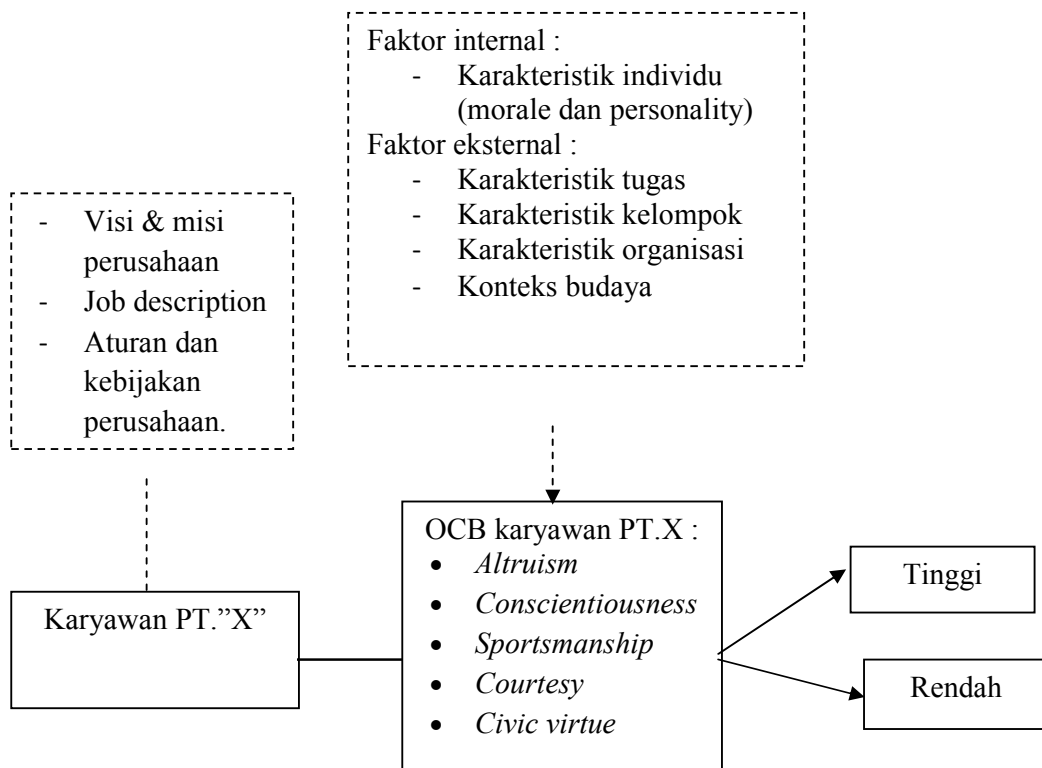 Faktor internal :
- Karakteristik individu
(morale dan personality)
Faktor eksternal :
- Karakteristik tugas
- Karakteristik kelompok
- Karakteristik organisasi
- Konteks budaya
- Visi & misi
perusahaan
- Job description
- Aturan dan
kebijakan
perusahaan.
Karyawan PT.”X”
OCB karyawan PT.X :
• Altruism
• Conscientiousness
• Sportsmanship
• Courtesy
• Civic virtue
Tinggi
Rendah